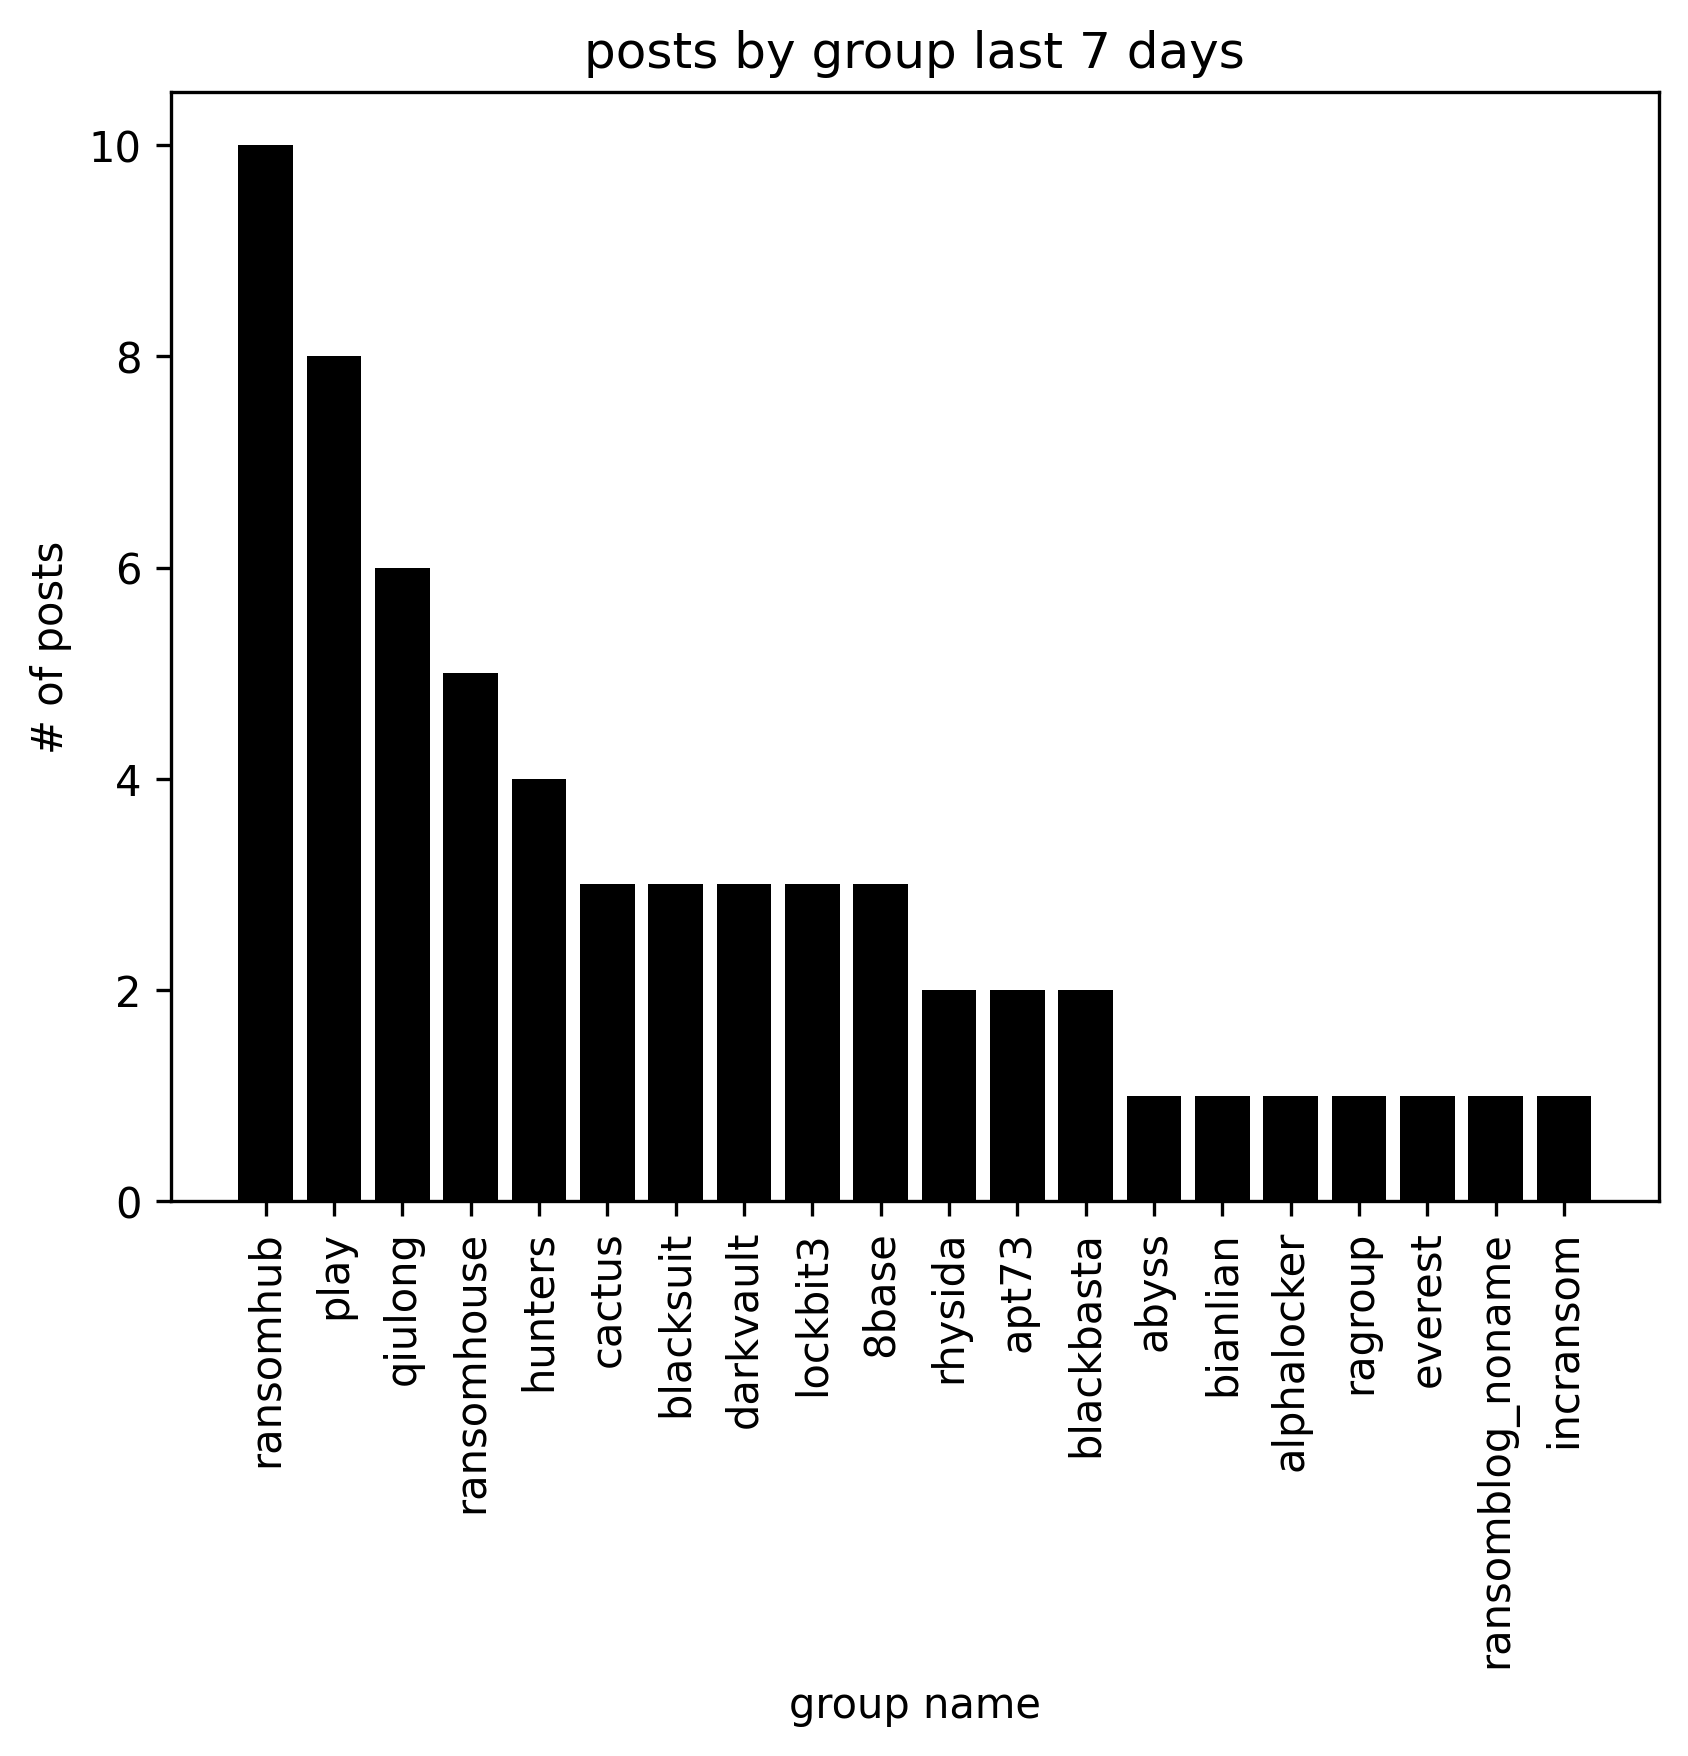 posts by group last 7 days
10
8
6
4
2
0
# of posts
ransomhub
play
qiulong
ransomhouse
hunters
cactus
blacksuit
darkvault
lockbit3
8base
rhysida
apt73
blackbasta
abyss
bianlian
alphalocker
ragroup
everest
ransomblog_noname
incransom
group name